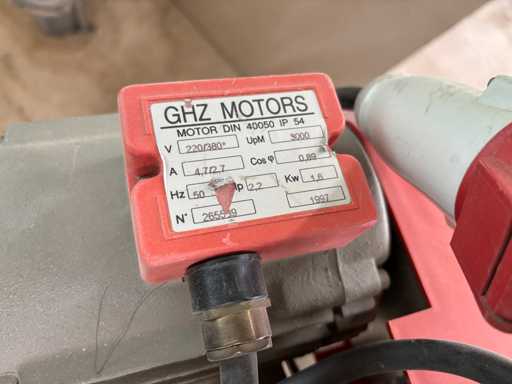 GHZ MOTORS
MOTOR DIN 40050 IP 54
V 220/380° UpM 3000
A 4,7/2,7 Cos φ 0,89
Hz 50 Hp 2,2 Kw 1,6
N° 1997